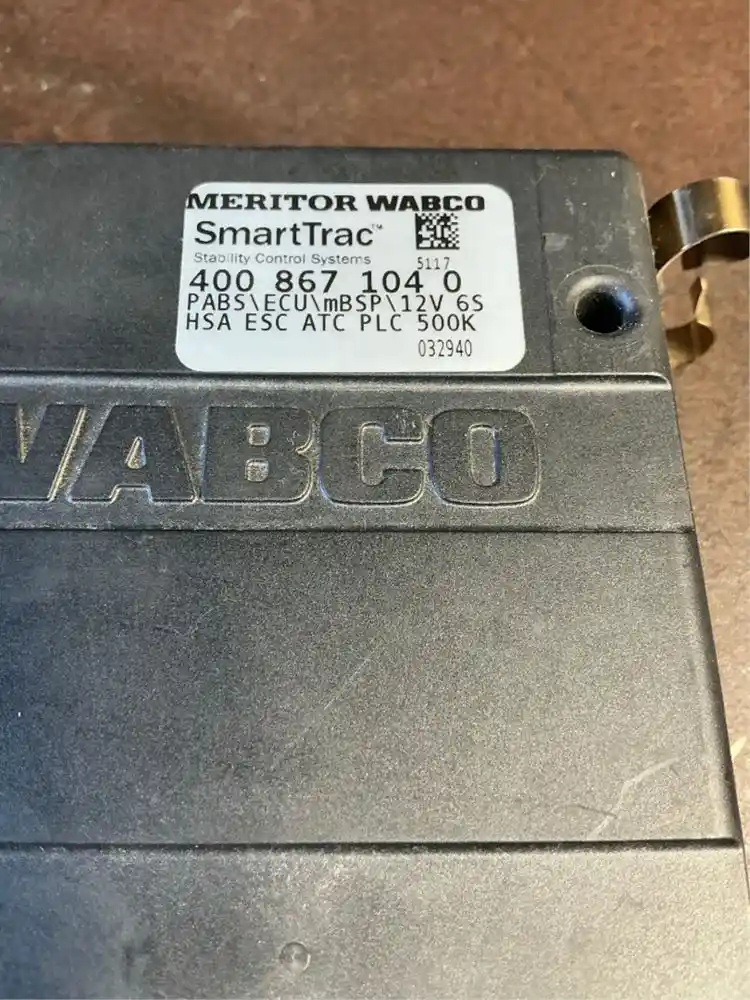 MERITOR WABCO
SmartTrac™
Stability Control Systems
5117
400 867 104 0
PABS\ECU\mBSP\12V 6S
HSA ESC ATC PLC 500K
032940
WABCO